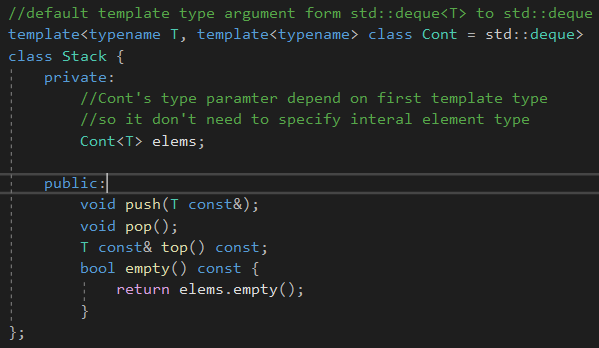 //default template type argument form std::deque<T> to std::deque
template<typename T, template<typename> class Cont = std::deque>
class Stack {
    private:
        //Cont's type paramter depend on first template type
        //so it don't need to specify interal element type
        Cont<T> elems;

    public:
        void push(T const&);
        void pop();
        T const& top() const;
        bool empty() const {
            return elems.empty();
        }
};